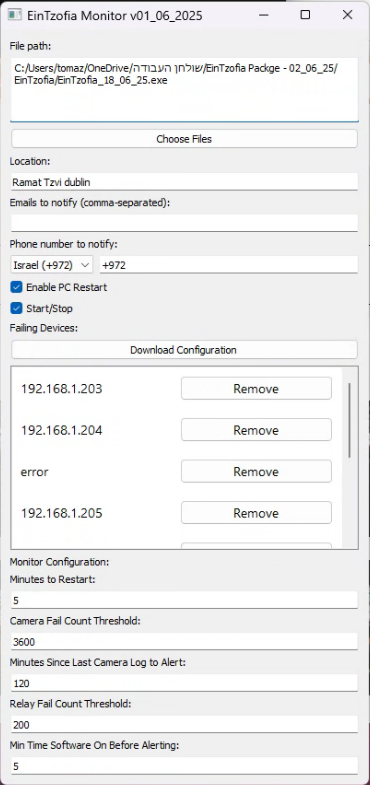 EinTzofia Monitor v01_06_2025
File path:
C:/Users/tomaz/OneDrive/שולחן העבודה/EinTzofia Packge - 02_06_25/
EinTzofia/EinTzofia_18_06_25.exe
Choose Files
Location:
Ramat Tzvi dublin
Emails to notify (comma-separated):
Phone number to notify:
Israel (+972) +972
Enable PC Restart
Start/Stop
Failing Devices:
Download Configuration
192.168.1.203 Remove
192.168.1.204 Remove
error Remove
192.168.1.205 Remove
Monitor Configuration:
Minutes to Restart:
5
Camera Fail Count Threshold:
3600
Minutes Since Last Camera Log to Alert:
120
Relay Fail Count Threshold:
200
Min Time Software On Before Alerting:
5